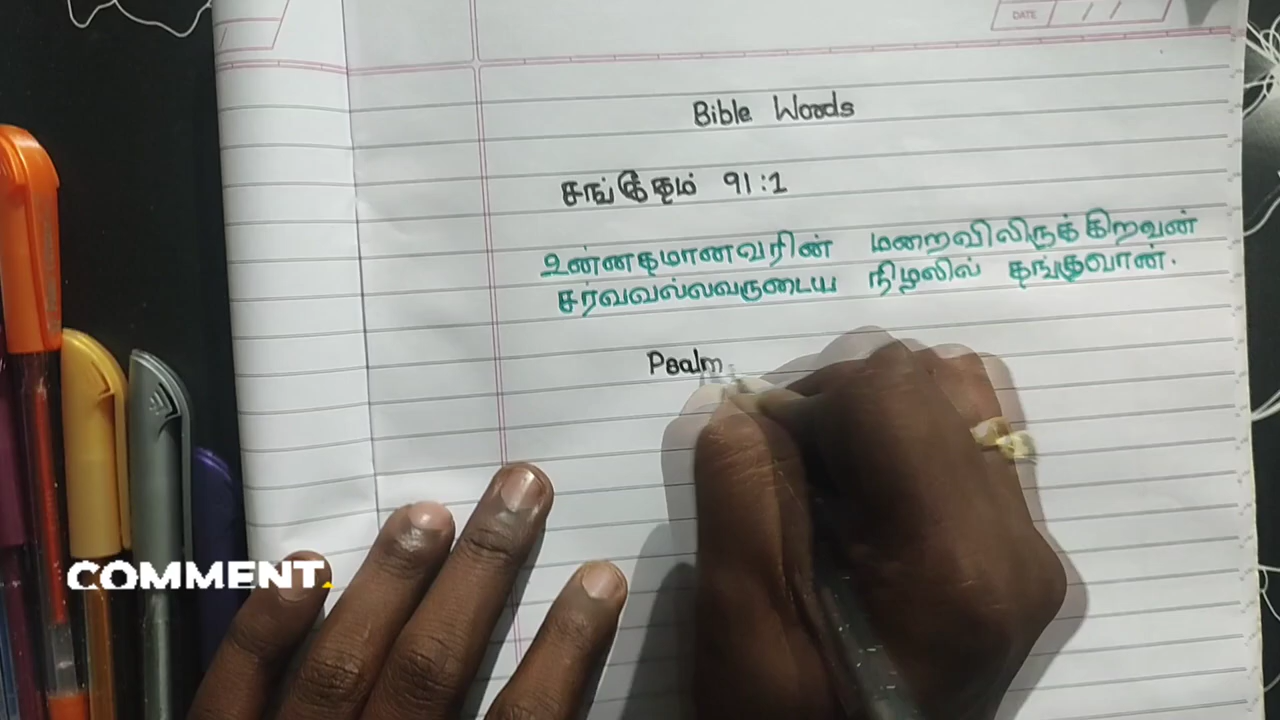 DATE
Bible Words
சங்கீதம் 91:1
உன்னதமானவரின் மறைவிலிருக்கிறவன்
சர்வவல்லவருடைய நிழலில் தங்குவான்.
Psalm
COMMENT.